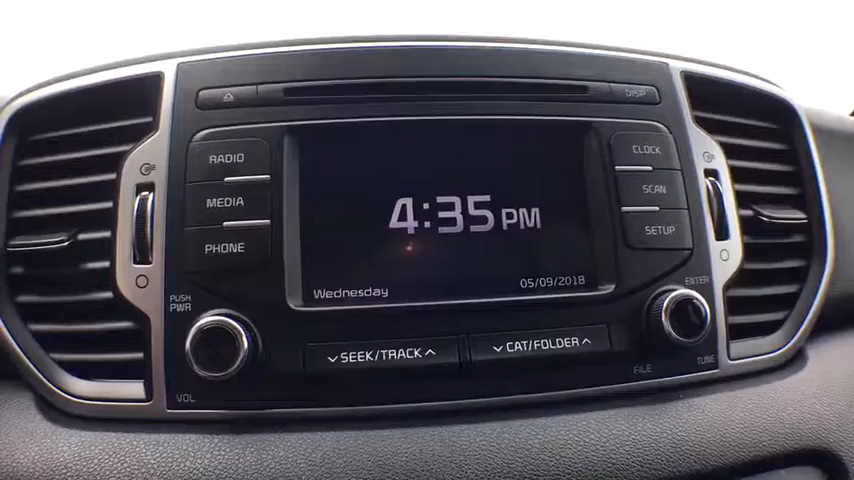 DISP
RADIO
CLOCK
MEDIA
SCAN
PHONE
SETUP
4:35 PM
Wednesday
05/09/2018
PUSH
PWR
ENTER
SEEK/TRACK
CAT/FOLDER
VOL
FILE
TUNE